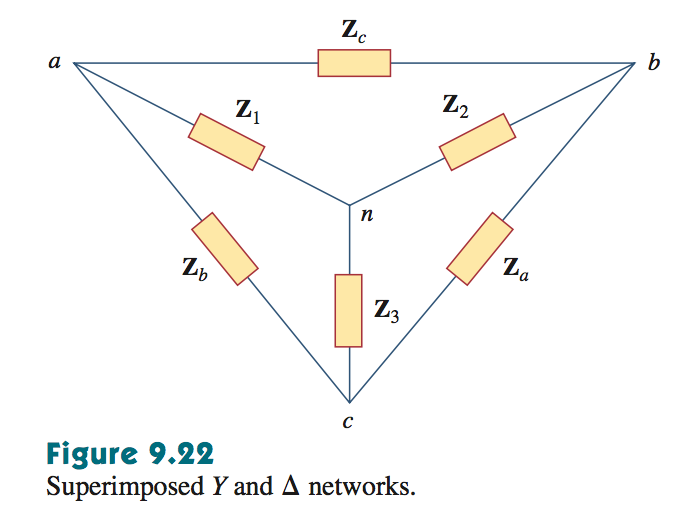 Z_c
a
b
Z_1
Z_2
n
Z_b
Z_a
Z_3
c
Figure 9.22
Superimposed Y and Δ networks.